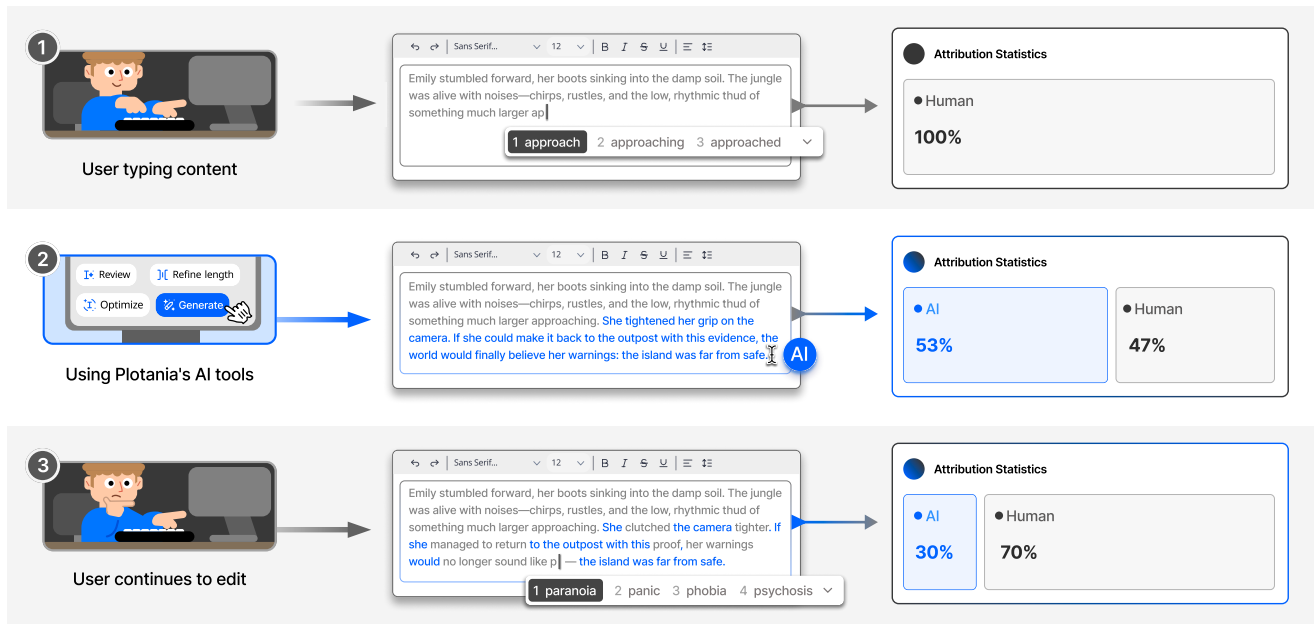 1
User typing content
Sans Serif... 12 B I S U
Emily stumbled forward, her boots sinking into the damp soil. The jungle
was alive with noises—chirps, rustles, and the low, rhythmic thud of
something much larger ap
1 approach 2 approaching 3 approached
Attribution Statistics
Human
100%
2
Review Refine length
Optimize Generate
Using Plotania's AI tools
Sans Serif... 12 B I S U
Emily stumbled forward, her boots sinking into the damp soil. The jungle
was alive with noises—chirps, rustles, and the low, rhythmic thud of
something much larger approaching. She tightened her grip on the
camera. If she could make it back to the outpost with this evidence, the
world would finally believe her warnings: the island was far from safe.
AI
Attribution Statistics
AI Human
53% 47%
3
User continues to edit
Sans Serif... 12 B I S U
Emily stumbled forward, her boots sinking into the damp soil. The jungle
was alive with noises—chirps, rustles, and the low, rhythmic thud of
something much larger approaching. She clutched the camera tighter. If
she managed to return to the outpost with this proof, her warnings
would no longer sound like p — the island was far from safe.
1 paranoia 2 panic 3 phobia 4 psychosis
Attribution Statistics
AI Human
30% 70%